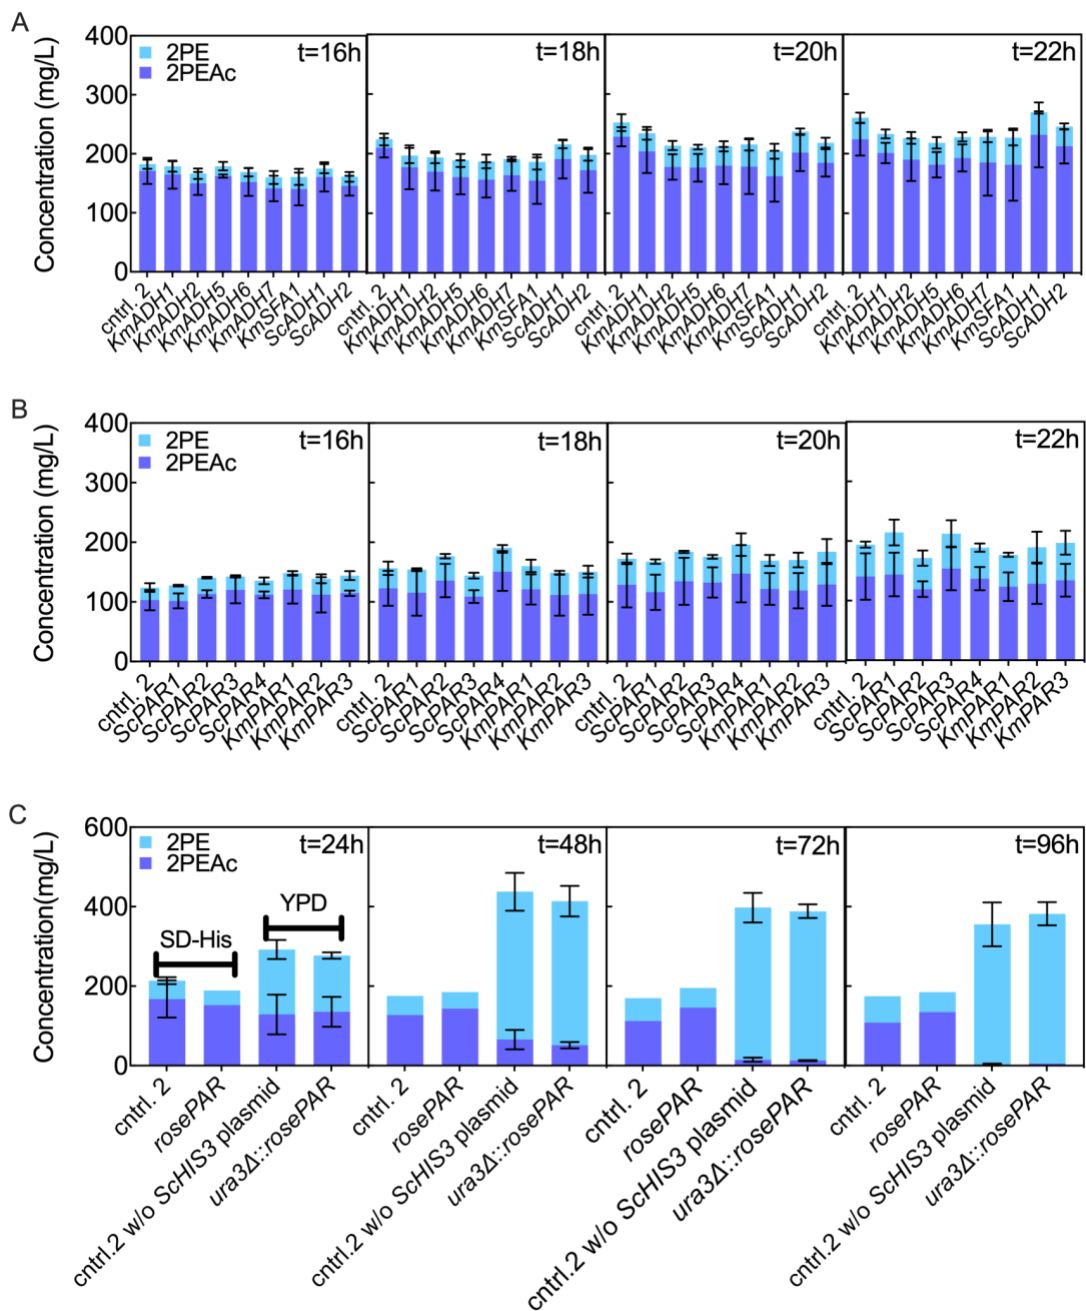 A
Concentration (mg/L)
400
300
200
100
0
2PE
2PEAc
t=16h
t=18h
t=20h
t=22h
cntrl. 2
KmADH1
KmADH2
KmADH5
KmADH6
KmADH7
KmSFA1
ScADH1
ScADH2
cntrl. 2
KmADH1
KmADH2
KmADH5
KmADH6
KmADH7
KmSFA1
ScADH1
ScADH2
cntrl. 2
KmADH1
KmADH2
KmADH5
KmADH6
KmADH7
KmSFA1
ScADH1
ScADH2
cntrl. 2
KmADH1
KmADH2
KmADH5
KmADH6
KmADH7
KmSFA1
ScADH1
ScADH2
B
Concentration (mg/L)
400
300
200
100
0
2PE
2PEAc
t=16h
t=18h
t=20h
t=22h
cntrl. 2
ScPAR1
ScPAR2
ScPAR3
ScPAR4
KmPAR1
KmPAR2
KmPAR3
cntrl. 2
ScPAR1
ScPAR2
ScPAR3
ScPAR4
KmPAR1
KmPAR2
KmPAR3
cntrl. 2
ScPAR1
ScPAR2
ScPAR3
ScPAR4
KmPAR1
KmPAR2
KmPAR3
cntrl. 2
ScPAR1
ScPAR2
ScPAR3
ScPAR4
KmPAR1
KmPAR2
KmPAR3
C
Concentration(mg/L)
600
400
200
0
2PE
2PEAc
t=24h
t=48h
t=72h
t=96h
SD-His
YPD
cntrl. 2
rosePAR
cntrl.2 w/o ScHIS3 plasmid
ura3Δ::rosePAR
cntrl. 2
rosePAR
cntrl.2 w/o ScHIS3 plasmid
ura3Δ::rosePAR
cntrl. 2
rosePAR
cntrl.2 w/o ScHIS3 plasmid
ura3Δ::rosePAR
cntrl. 2
rosePAR
cntrl.2 w/o ScHIS3 plasmid
ura3Δ::rosePAR